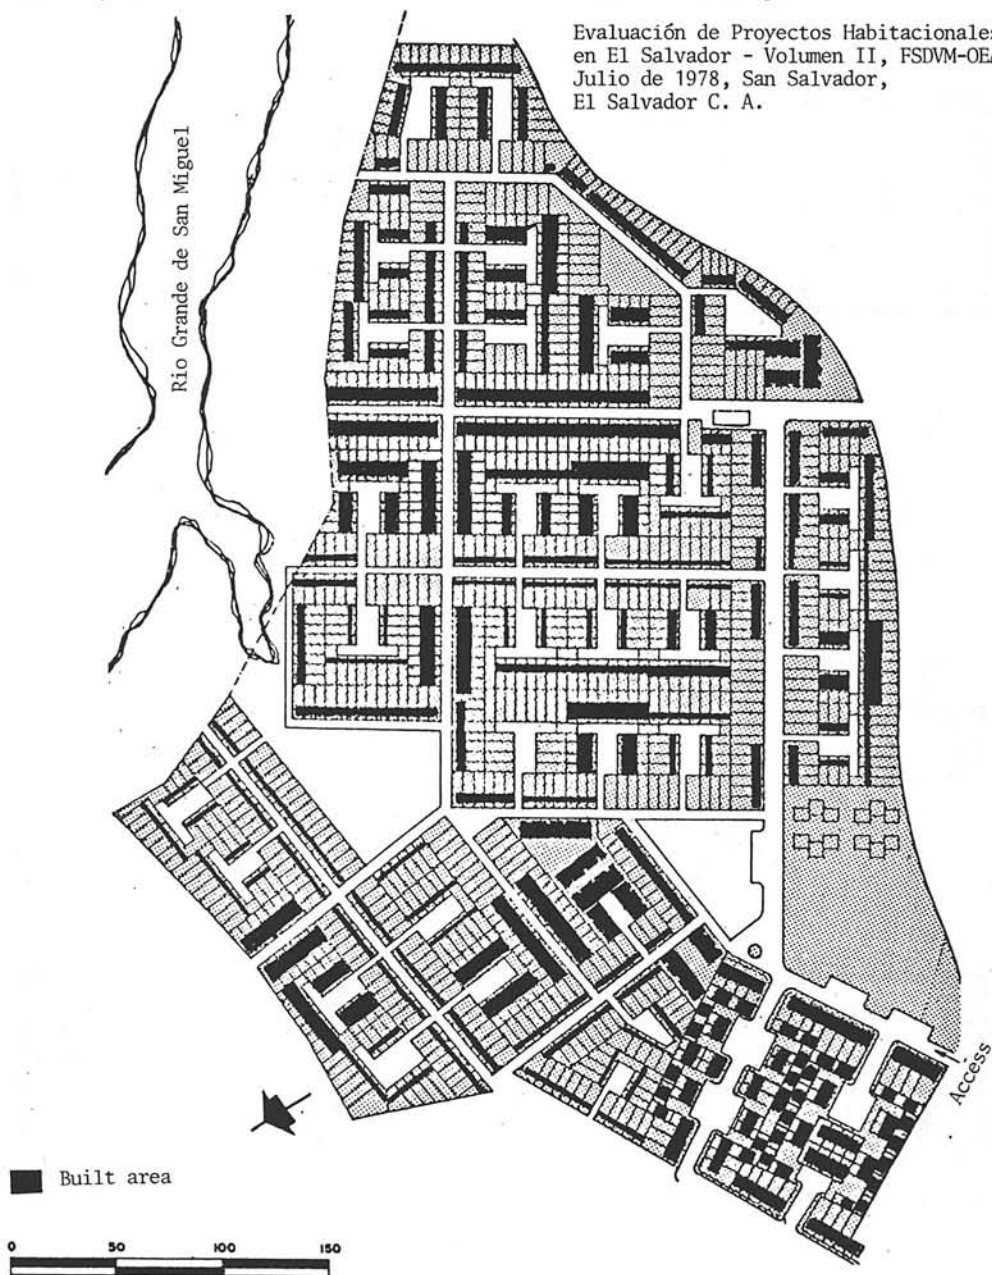 Evaluación de Proyectos Habitacionales
en El Salvador - Volumen II, FSDVM-OEA
Julio de 1978, San Salvador,
El Salvador C. A.
Rio Grande de San Miguel
Access
Built area
0 50 100 150